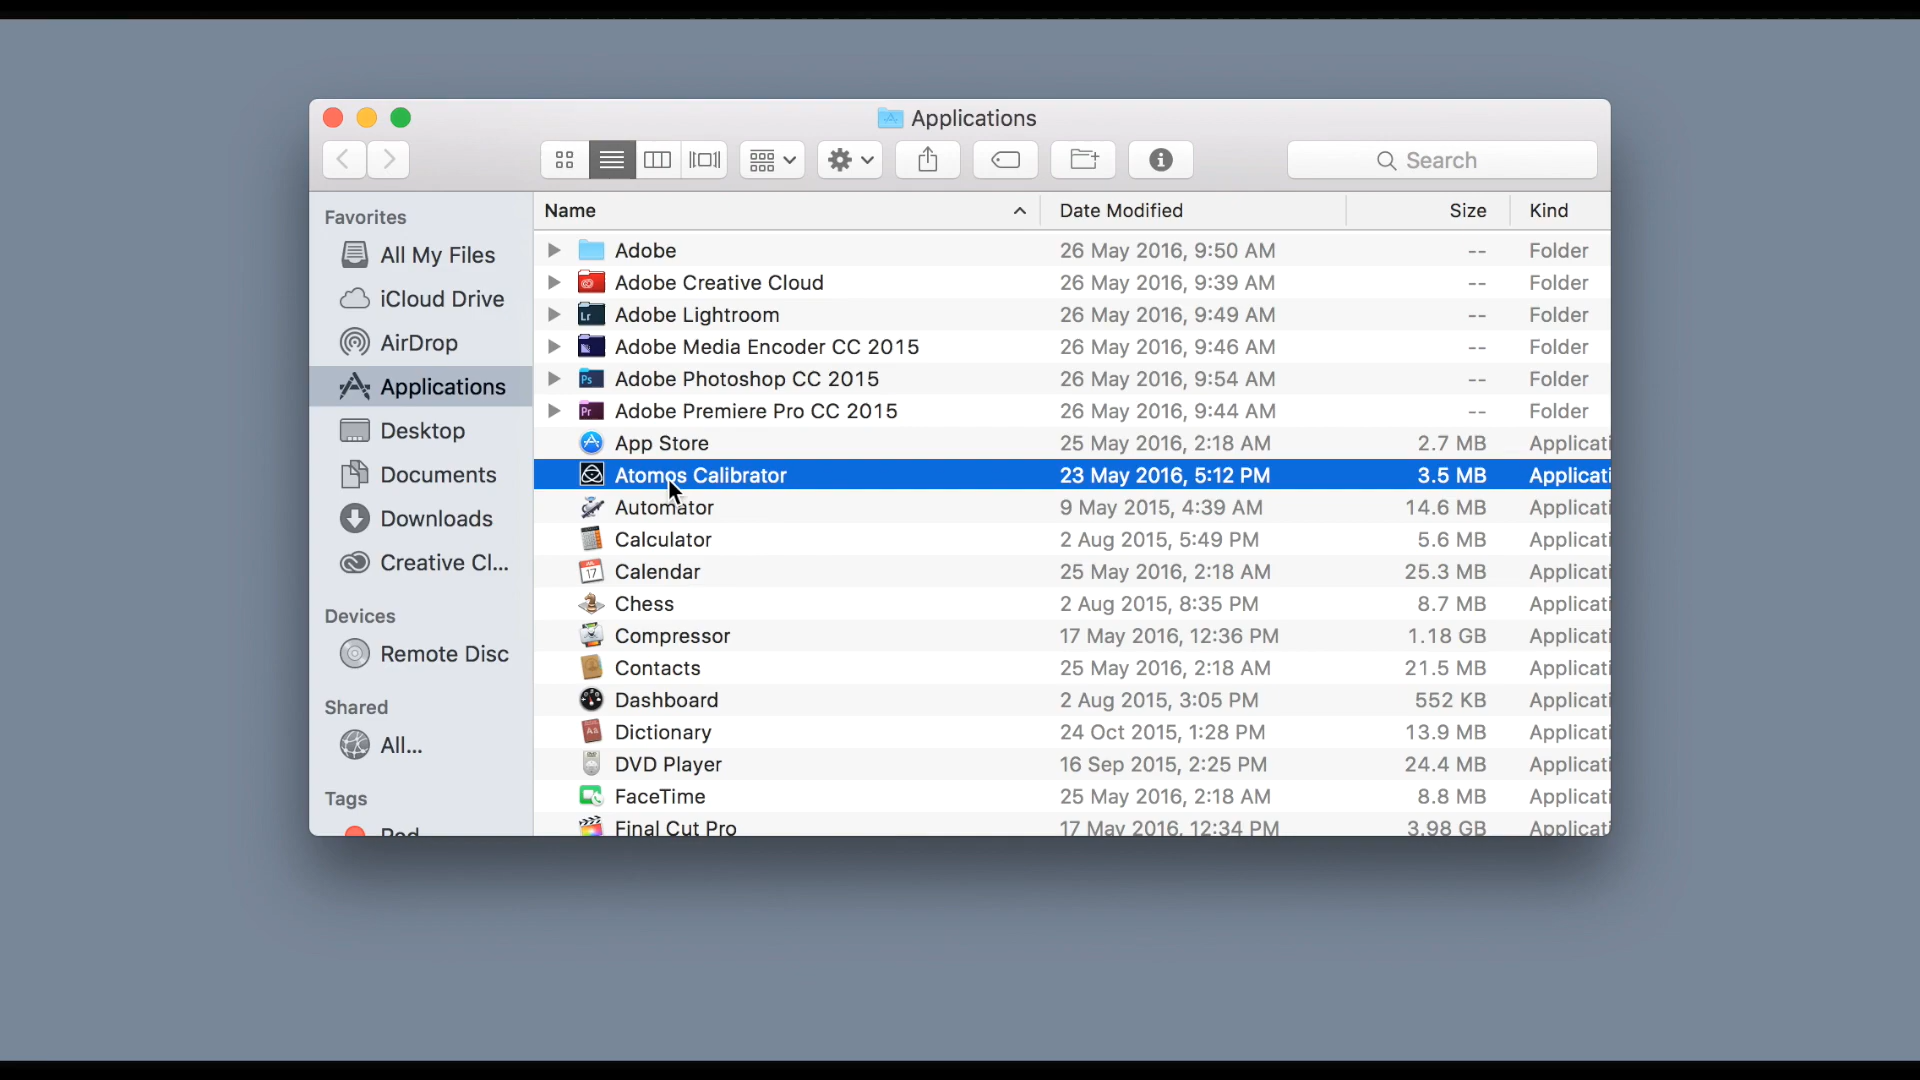 Applications
Search
Favorites
All My Files
iCloud Drive
AirDrop
Applications
Desktop
Documents
Downloads
Creative Cl...
Devices
Remote Disc
Shared
All...
Tags
Red
Name Date Modified Size Kind
Adobe 26 May 2016, 9:50 AM -- Folder
Adobe Creative Cloud 26 May 2016, 9:39 AM -- Folder
Lr Adobe Lightroom 26 May 2016, 9:49 AM -- Folder
Adobe Media Encoder CC 2015 26 May 2016, 9:46 AM -- Folder
Ps Adobe Photoshop CC 2015 26 May 2016, 9:54 AM -- Folder
Pr Adobe Premiere Pro CC 2015 26 May 2016, 9:44 AM -- Folder
App Store 25 May 2016, 2:18 AM 2.7 MB Applicati
Atomos Calibrator 23 May 2016, 5:12 PM 3.5 MB Applicati
Automator 9 May 2015, 4:39 AM 14.6 MB Applicati
Calculator 2 Aug 2015, 5:49 PM 5.6 MB Applicati
17 Calendar 25 May 2016, 2:18 AM 25.3 MB Applicati
Chess 2 Aug 2015, 8:35 PM 8.7 MB Applicati
Compressor 17 May 2016, 12:36 PM 1.18 GB Applicati
Contacts 25 May 2016, 2:18 AM 21.5 MB Applicati
Dashboard 2 Aug 2015, 3:05 PM 552 KB Applicati
Dictionary 24 Oct 2015, 1:28 PM 13.9 MB Applicati
DVD Player 16 Sep 2015, 2:25 PM 24.4 MB Applicati
FaceTime 25 May 2016, 2:18 AM 8.8 MB Applicati
Final Cut Pro 17 May 2016, 12:34 PM 3.98 GB Applicati